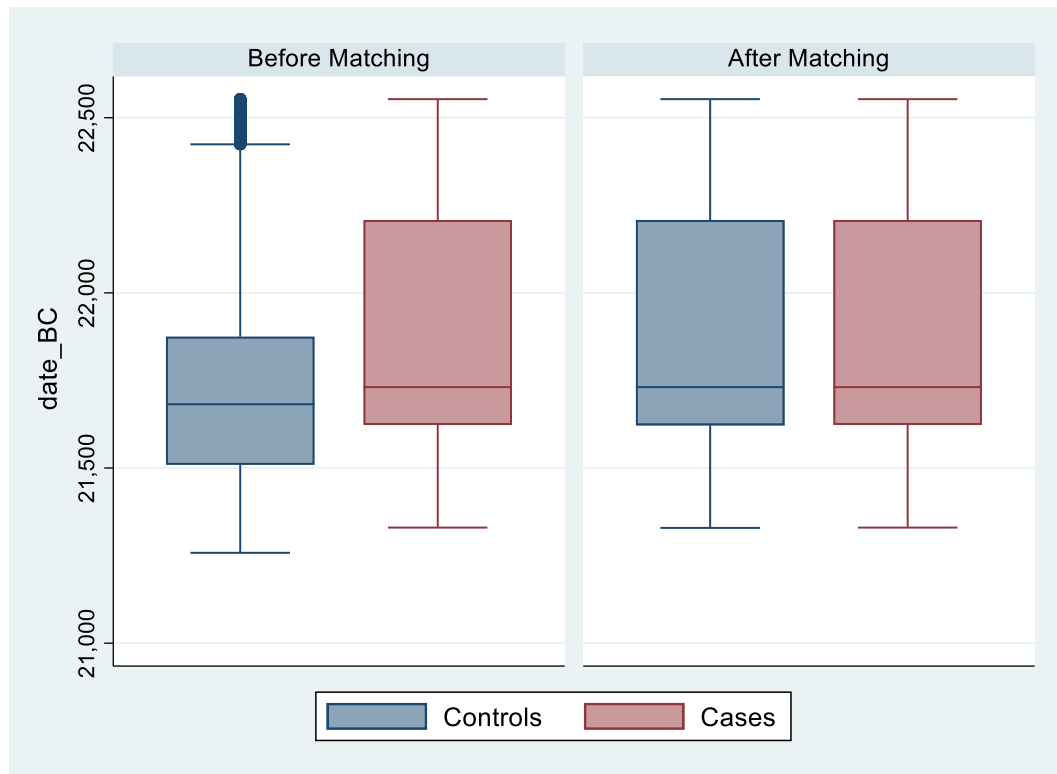 Before Matching
After Matching
date_BC
22,500
22,000
21,500
21,000
Controls
Cases